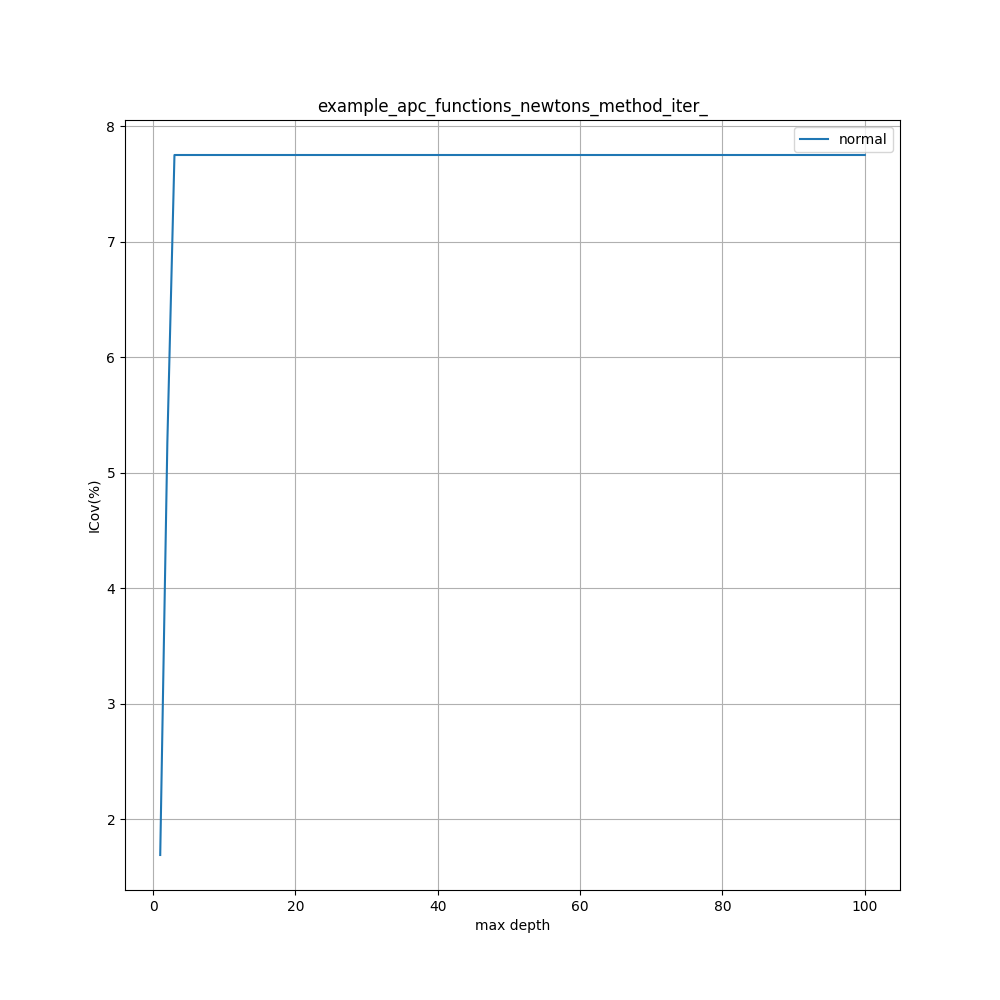 example_apc_functions_newtons_method_iter_
normal
8
7
6
5
4
3
2
ICov(%)
0 20 40 60 80 100
max depth